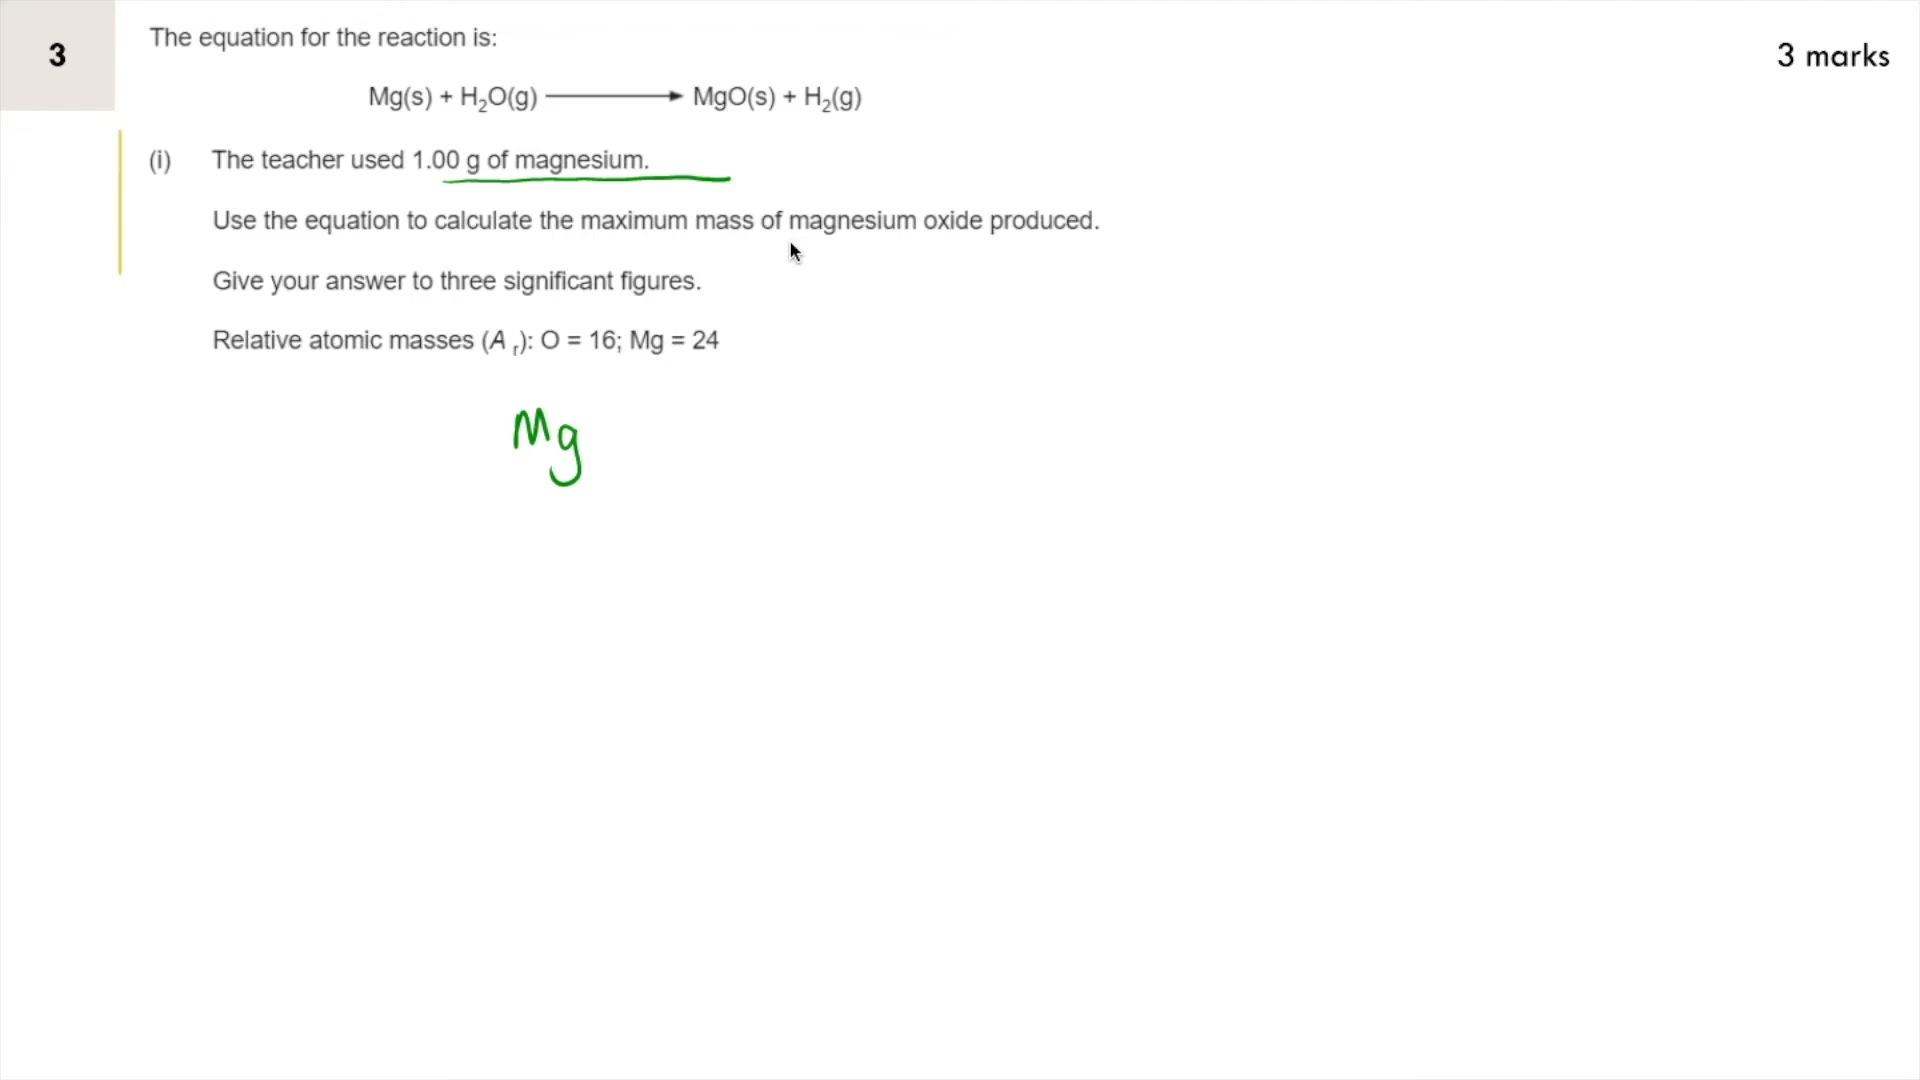 3
3 marks
The equation for the reaction is:
Mg(s) + H₂O(g) ⟶ MgO(s) + H₂(g)
(i) The teacher used 1.00 g of magnesium.
Use the equation to calculate the maximum mass of magnesium oxide produced.
Give your answer to three significant figures.
Relative atomic masses (A ᵣ): O = 16; Mg = 24
Mg